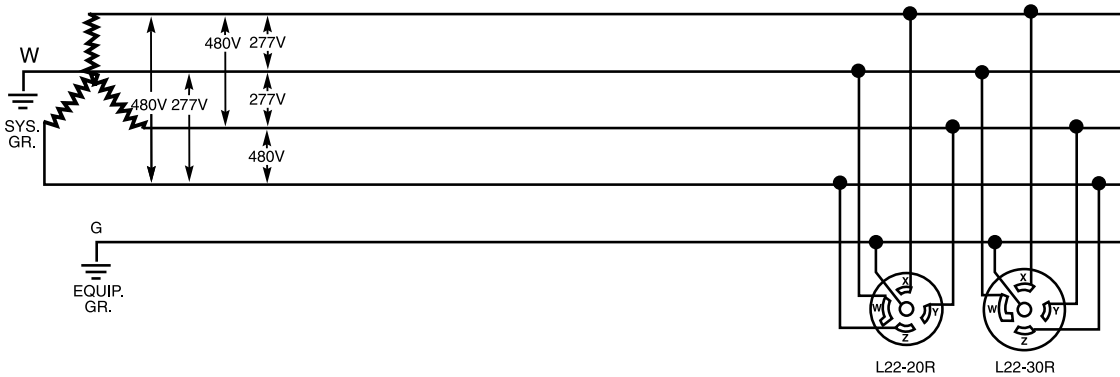 W
SYS.
GR.
480V 277V
480V 277V
277V
480V
G
EQUIP.
GR.
X
W
Y
Z
L22-20R
X
W
Y
Z
L22-30R